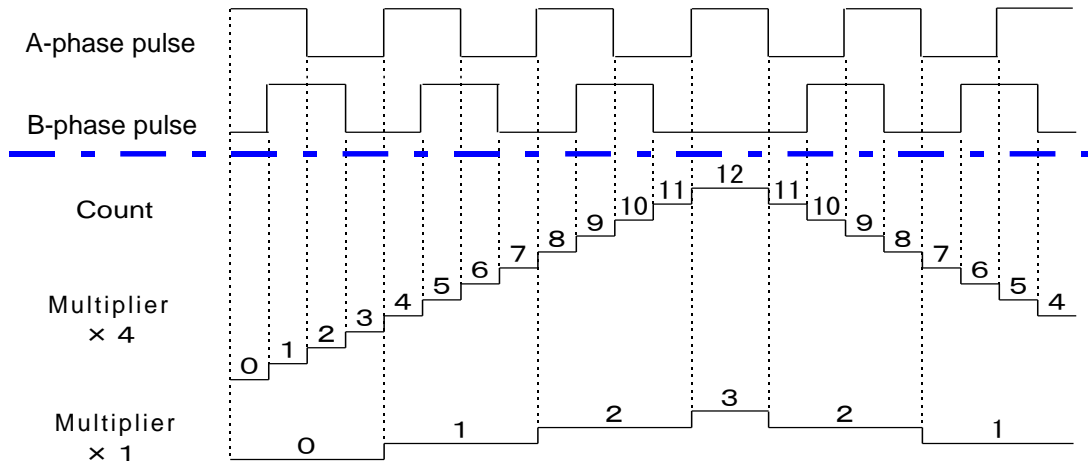 A-phase pulse
B-phase pulse
Count
Multiplier
× 4
0 1 2 3 4 5 6 7 8 9 10 11 12 11 10 9 8 7 6 5 4
Multiplier
× 1
0 1 2 3 2 1